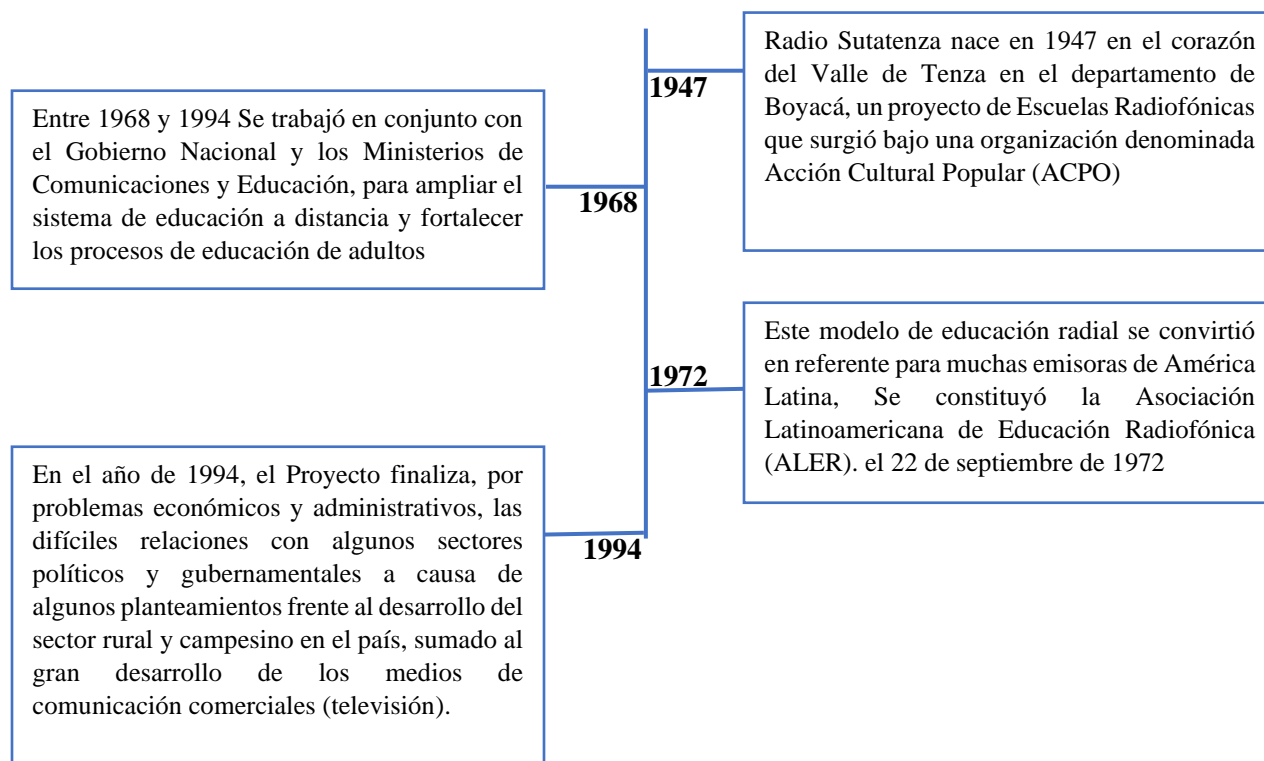 1947
Radio Sutatenza nace en 1947 en el corazón
del Valle de Tenza en el departamento de
Boyacá, un proyecto de Escuelas Radiofónicas
que surgió bajo una organización denominada
Acción Cultural Popular (ACPO)
Entre 1968 y 1994 Se trabajó en conjunto con
el Gobierno Nacional y los Ministerios de
Comunicaciones y Educación, para ampliar el
sistema de educación a distancia y fortalecer
los procesos de educación de adultos
1968
1972
Este modelo de educación radial se convirtió
en referente para muchas emisoras de América
Latina, Se constituyó la Asociación
Latinoamericana de Educación Radiofónica
(ALER). el 22 de septiembre de 1972
En el año de 1994, el Proyecto finaliza, por
problemas económicos y administrativos, las
difíciles relaciones con algunos sectores
políticos y gubernamentales a causa de
algunos planteamientos frente al desarrollo del
sector rural y campesino en el país, sumado al
gran desarrollo de los medios de
comunicación comerciales (televisión).
1994